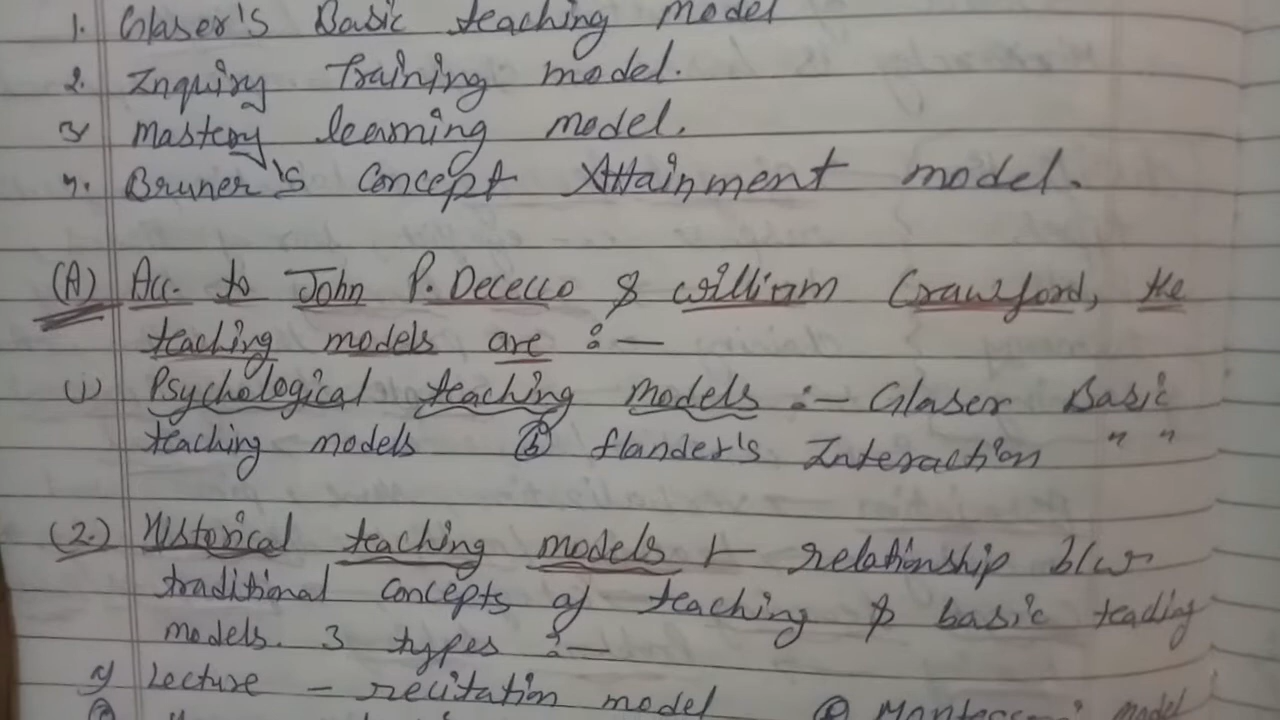 1. Glaser's Basic teaching model
2. Inquiry Training model.
3 Mastery learning model.
4. Bruner's Concept Attainment model.
(A) Acc. to John P. Dececco & William Crawford, the
teaching models are :—
(1) Psychological teaching models :— Glaser Basic
teaching models (b) flander's Interaction " "
(2.) Historical teaching models :- relationship b/w
traditional concepts of teaching & basic teaching
models. 3 types :—
Lecture – recitation model model